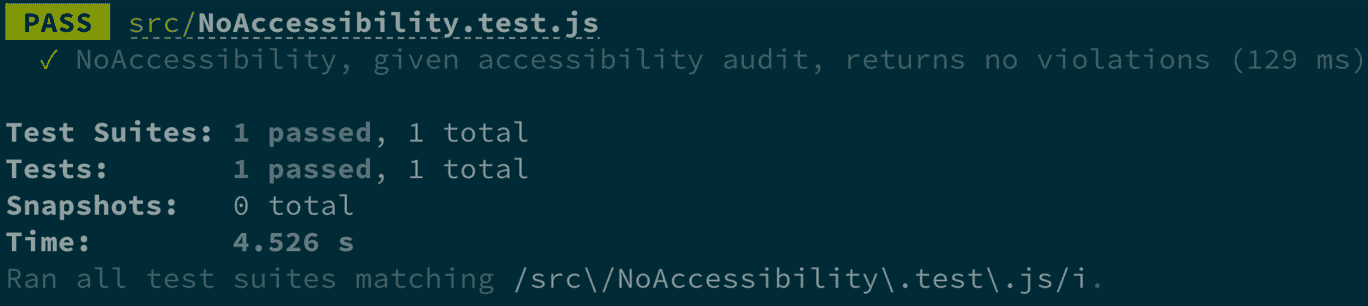 PASS src/NoAccessibility.test.js
✓ NoAccessibility, given accessibility audit, returns no violations (129 ms)
Test Suites: 1 passed, 1 total
Tests: 1 passed, 1 total
Snapshots: 0 total
Time: 4.526 s
Ran all test suites matching /src\/NoAccessibility\.test\.js/i.